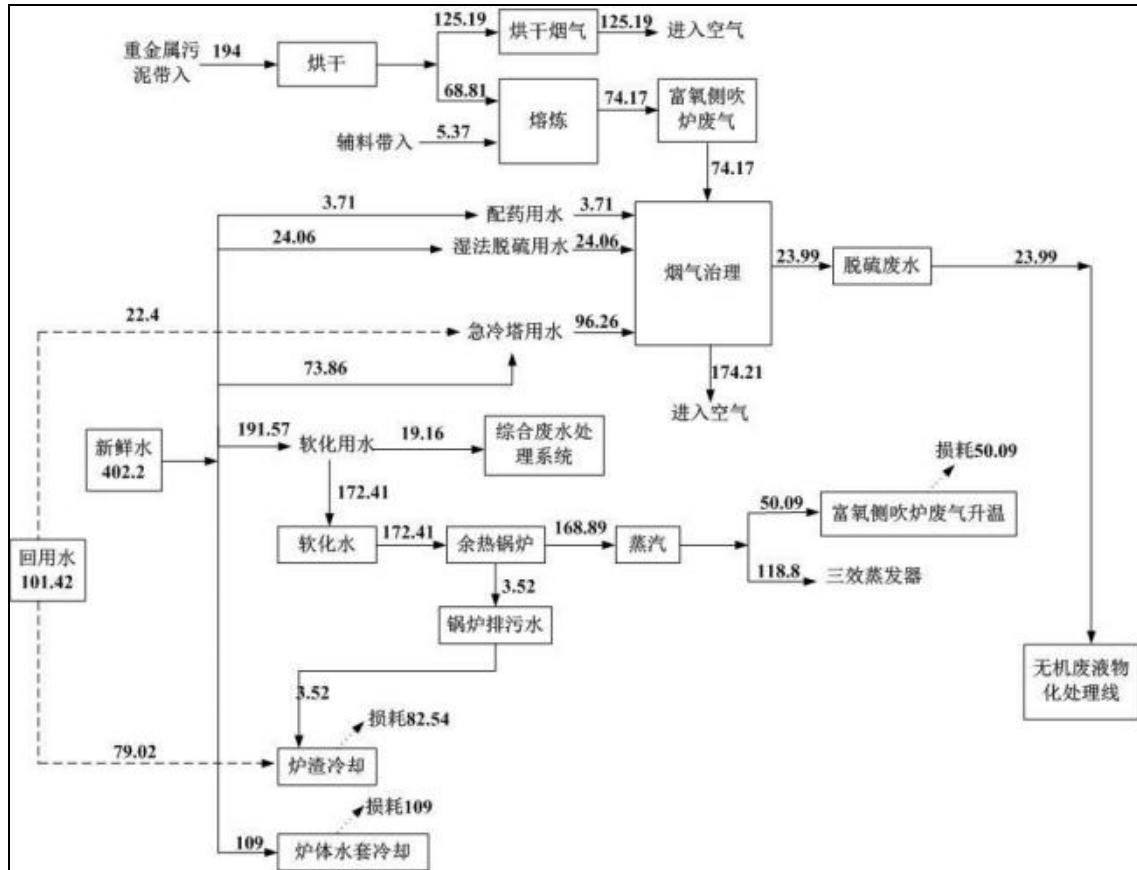 125.19
烘干烟气
125.19
进入空气
重金属污
泥带入
194
烘干
68.81
熔炼
74.17
富氧侧吹
炉废气
辅料带入
5.37
74.17
3.71
配药用水
3.71
24.06
湿法脱硫用水
24.06
烟气治理
23.99
脱硫废水
23.99
22.4
急冷塔用水
96.26
73.86
174.21
进入空气
新鲜水
402.2
191.57
软化用水
19.16
综合废水处
理系统
损耗50.09
172.41
50.09
富氧侧吹炉废气升温
软化水
172.41
余热锅炉
168.89
蒸汽
118.8
三效蒸发器
回用水
101.42
3.52
锅炉排污水
无机废液物
化处理线
3.52
损耗82.54
79.02
炉渣冷却
损耗109
109
炉体水套冷却